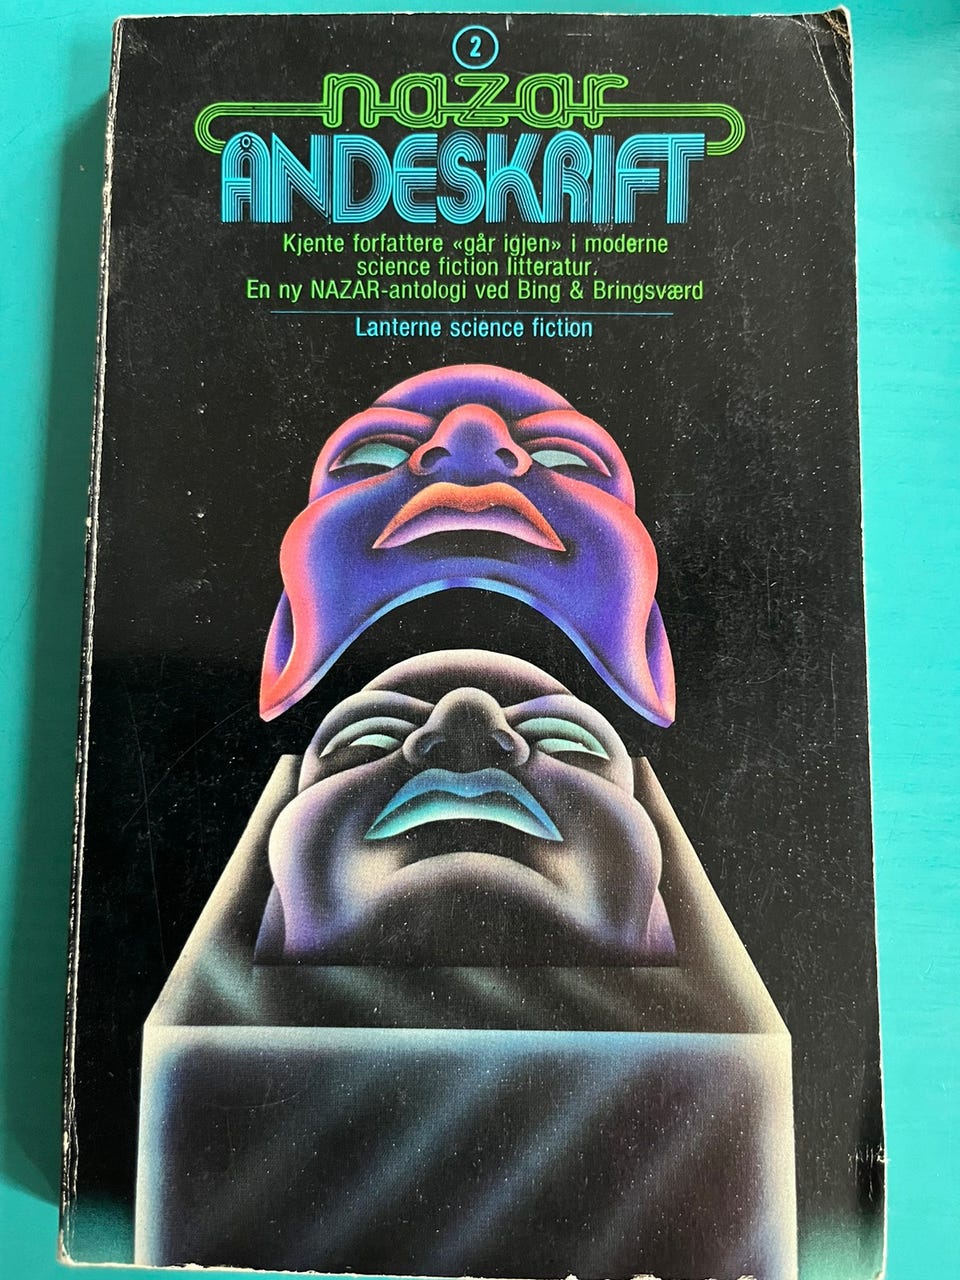 2
nazar
ÅNDESKRIFT
Kjente forfattere «går igjen» i moderne
science fiction litteratur.
En ny NAZAR-antologi ved Bing & Bringsværd
Lanterne science fiction